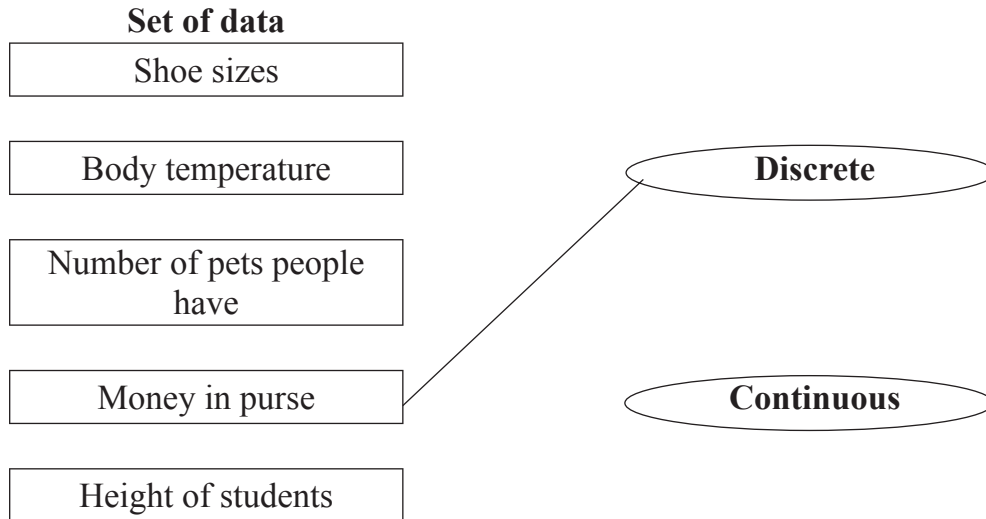 Set of data
Shoe sizes
Body temperature
Number of pets people
have
Money in purse
Height of students
Discrete
Continuous